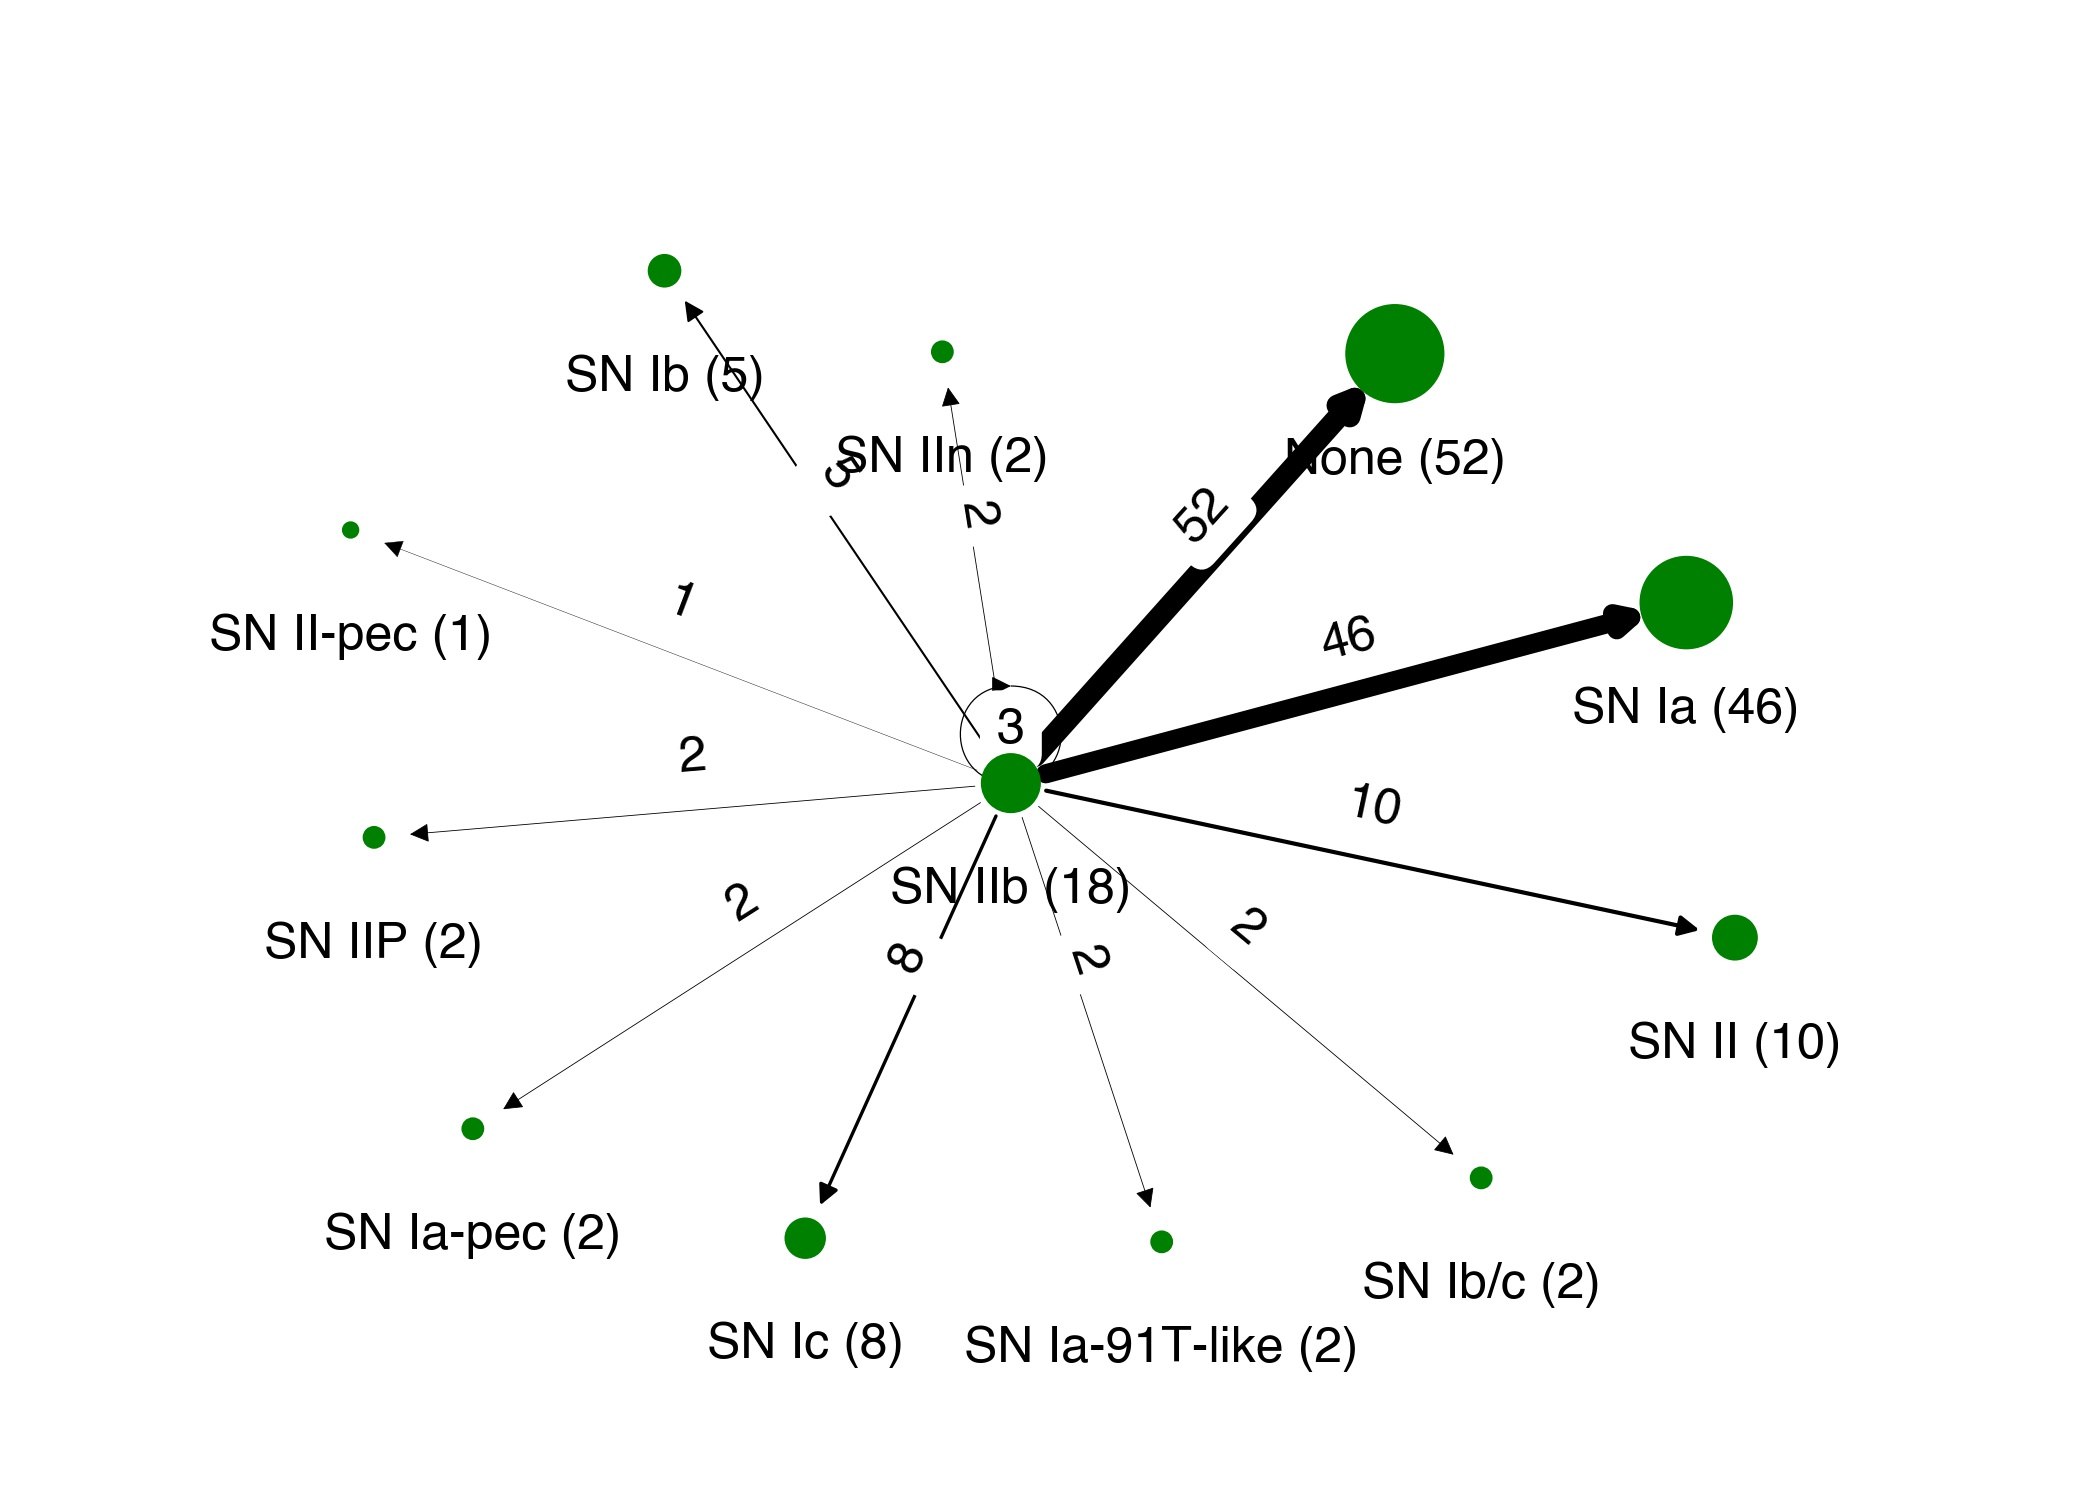 SN Ib (5)
5
SN IIn (2)
2
None (52)
52
SN II-pec (1)
1
46
SN Ia (46)
3
2
10
SN IIb (18)
SN IIP (2)
2
8
2
2
SN II (10)
SN Ia-pec (2)
SN Ib/c (2)
SN Ic (8)
SN Ia-91T-like (2)